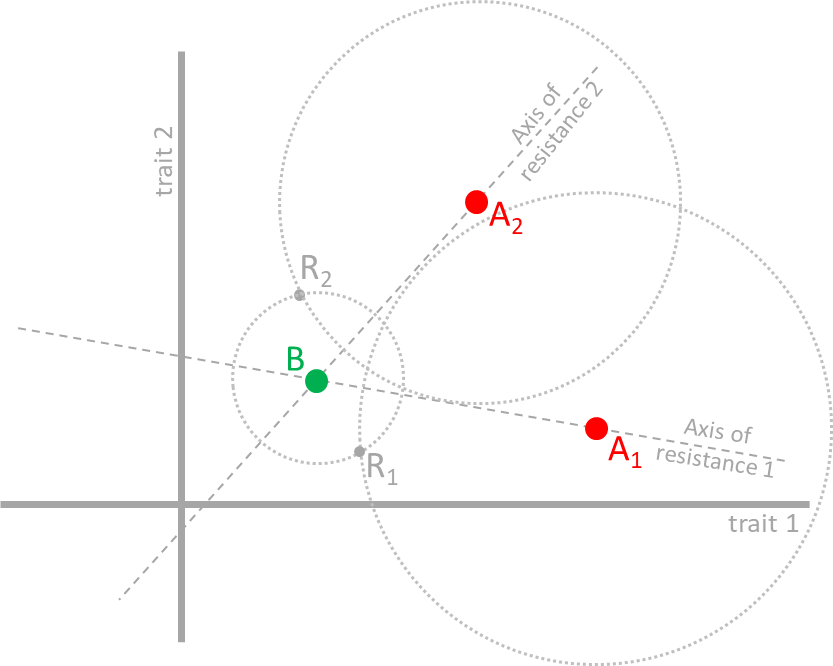 Axis of
resistance 2
trait 2
A2
R2
B
Axis of
resistance 1
A1
R1
trait 1